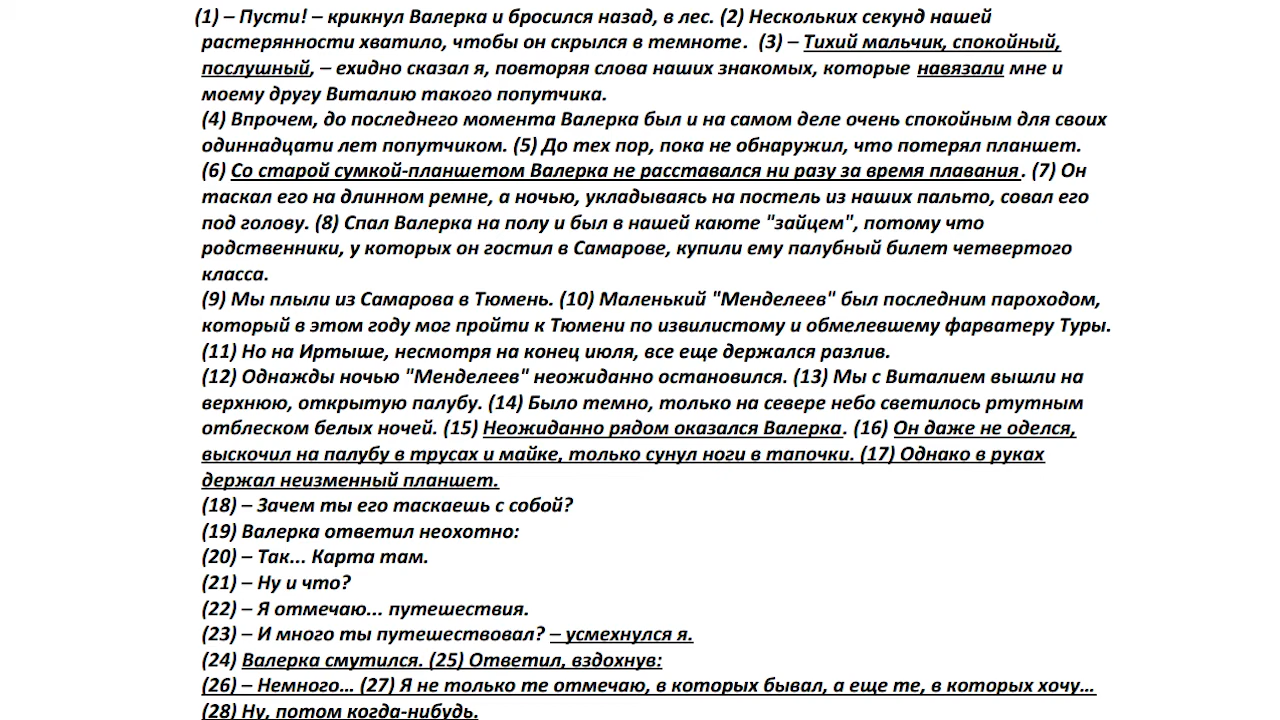 (1) – Пусти! – крикнул Валерка и бросился назад, в лес. (2) Нескольких секунд нашей
растерянности хватило, чтобы он скрылся в темноте. (3) – Тихий мальчик, спокойный,
послушный, – ехидно сказал я, повторяя слова наших знакомых, которые навязали мне и
моему другу Виталию такого попутчика.
(4) Впрочем, до последнего момента Валерка был и на самом деле очень спокойным для своих
одиннадцати лет попутчиком. (5) До тех пор, пока не обнаружил, что потерял планшет.
(6) Со старой сумкой-планшетом Валерка не расставался ни разу за время плавания. (7) Он
таскал его на длинном ремне, а ночью, укладываясь на постель из наших пальто, совал его
под голову. (8) Спал Валерка на полу и был в нашей каюте "зайцем", потому что
родственники, у которых он гостил в Самарове, купили ему палубный билет четвертого
класса.
(9) Мы плыли из Самарова в Тюмень. (10) Маленький "Менделеев" был последним пароходом,
который в этом году мог пройти к Тюмени по извилистому и обмелевшему фарватеру Туры.
(11) Но на Иртыше, несмотря на конец июля, все еще держался разлив.
(12) Однажды ночью "Менделеев" неожиданно остановился. (13) Мы с Виталием вышли на
верхнюю, открытую палубу. (14) Было темно, только на севере небо светилось ртутным
отблеском белых ночей. (15) Неожиданно рядом оказался Валерка. (16) Он даже не оделся,
выскочил на палубу в трусах и майке, только сунул ноги в тапочки. (17) Однако в руках
держал неизменный планшет.
(18) – Зачем ты его таскаешь с собой?
(19) Валерка ответил неохотно:
(20) – Так... Карта там.
(21) – Ну и что?
(22) – Я отмечаю... путешествия.
(23) – И много ты путешествовал? – усмехнулся я.
(24) Валерка смутился. (25) Ответил, вздохнув:
(26) – Немного… (27) Я не только те отмечаю, в которых бывал, а еще те, в которых хочу…
(28) Ну, потом когда-нибудь.